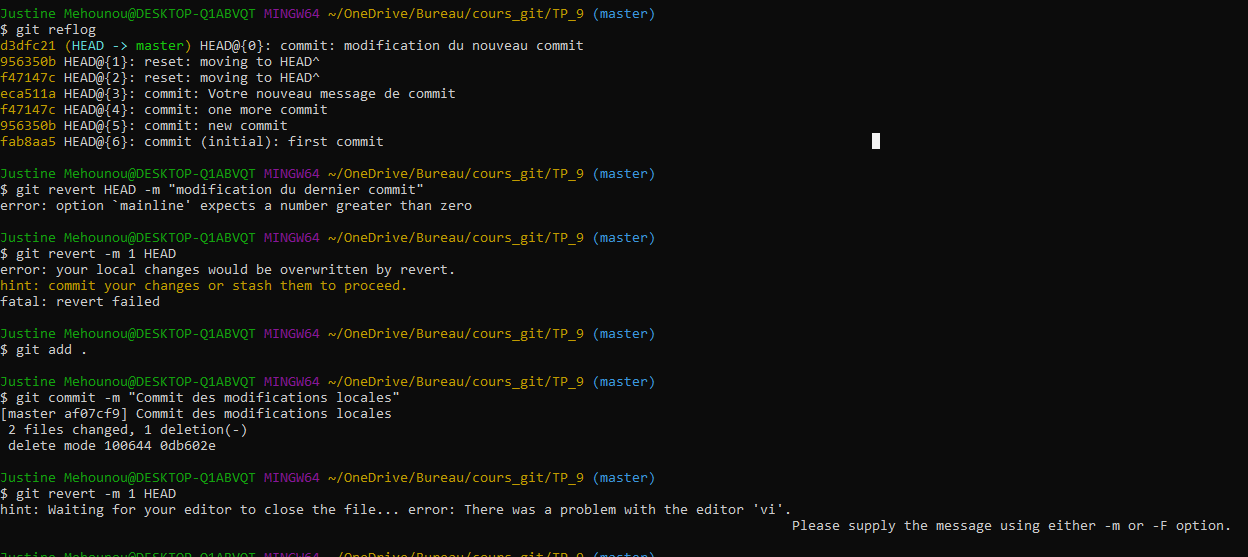 Justine Mehounou@DESKTOP-Q1ABVQT MINGW64 ~/OneDrive/Bureau/cours_git/TP_9 (master)
$ git reflog
d3dfc21 (HEAD -> master) HEAD@{0}: commit: modification du nouveau commit
956350b HEAD@{1}: reset: moving to HEAD^
f47147c HEAD@{2}: reset: moving to HEAD^
eca511a HEAD@{3}: commit: Votre nouveau message de commit
f47147c HEAD@{4}: commit: one more commit
956350b HEAD@{5}: commit: new commit
fab8aa5 HEAD@{6}: commit (initial): first commit
Justine Mehounou@DESKTOP-Q1ABVQT MINGW64 ~/OneDrive/Bureau/cours_git/TP_9 (master)
$ git revert HEAD -m "modification du dernier commit"
error: option `mainline' expects a number greater than zero
Justine Mehounou@DESKTOP-Q1ABVQT MINGW64 ~/OneDrive/Bureau/cours_git/TP_9 (master)
$ git revert -m 1 HEAD
error: your local changes would be overwritten by revert.
hint: commit your changes or stash them to proceed.
fatal: revert failed
Justine Mehounou@DESKTOP-Q1ABVQT MINGW64 ~/OneDrive/Bureau/cours_git/TP_9 (master)
$ git add .
Justine Mehounou@DESKTOP-Q1ABVQT MINGW64 ~/OneDrive/Bureau/cours_git/TP_9 (master)
$ git commit -m "Commit des modifications locales"
[master af07cf9] Commit des modifications locales
2 files changed, 1 deletion(-)
delete mode 100644 0db602e
Justine Mehounou@DESKTOP-Q1ABVQT MINGW64 ~/OneDrive/Bureau/cours_git/TP_9 (master)
$ git revert -m 1 HEAD
hint: Waiting for your editor to close the file... error: There was a problem with the editor 'vi'.
Please supply the message using either -m or -F option.
Justine Mehounou@DESKTOP-Q1ABVQT MINGW64 ~/OneDrive/Bureau/cours_git/TP_9 (master)